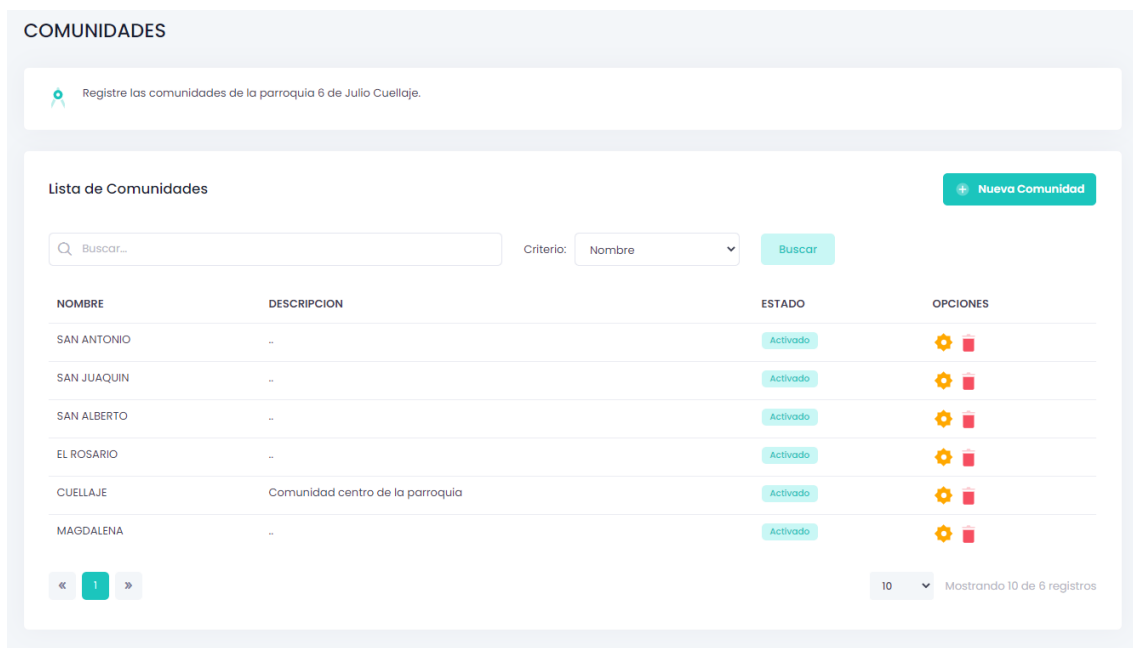 COMUNIDADES
Registre las comunidades de la parroquia 6 de Julio Cuellaje.
Lista de Comunidades
Nueva Comunidad
Buscar...
Criterio: Nombre
Buscar
NOMBRE DESCRIPCION ESTADO OPCIONES
SAN ANTONIO .. Activado
SAN JUAQUIN .. Activado
SAN ALBERTO .. Activado
EL ROSARIO .. Activado
CUELLAJE Comunidad centro de la parroquia Activado
MAGDALENA .. Activado
« 1 » 10 Mostrando 10 de 6 registros